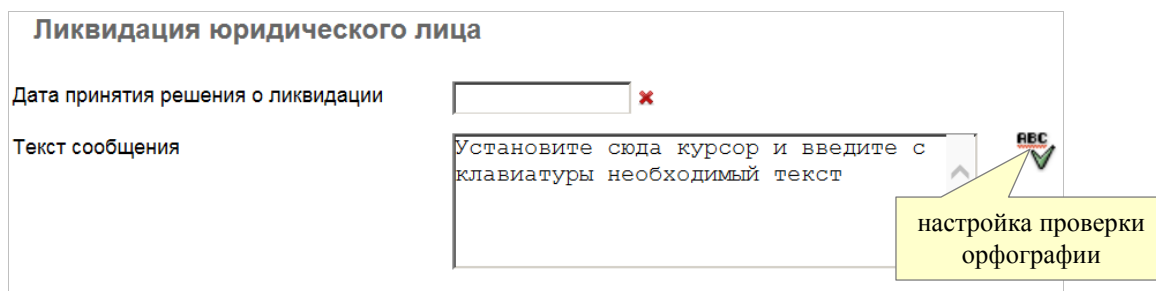 Ликвидация юридического лица
Дата принятия решения о ликвидации
Текст сообщения
Установите сюда курсор и введите с
клавиатуры необходимый текст
ABC
настройка проверки
орфографии